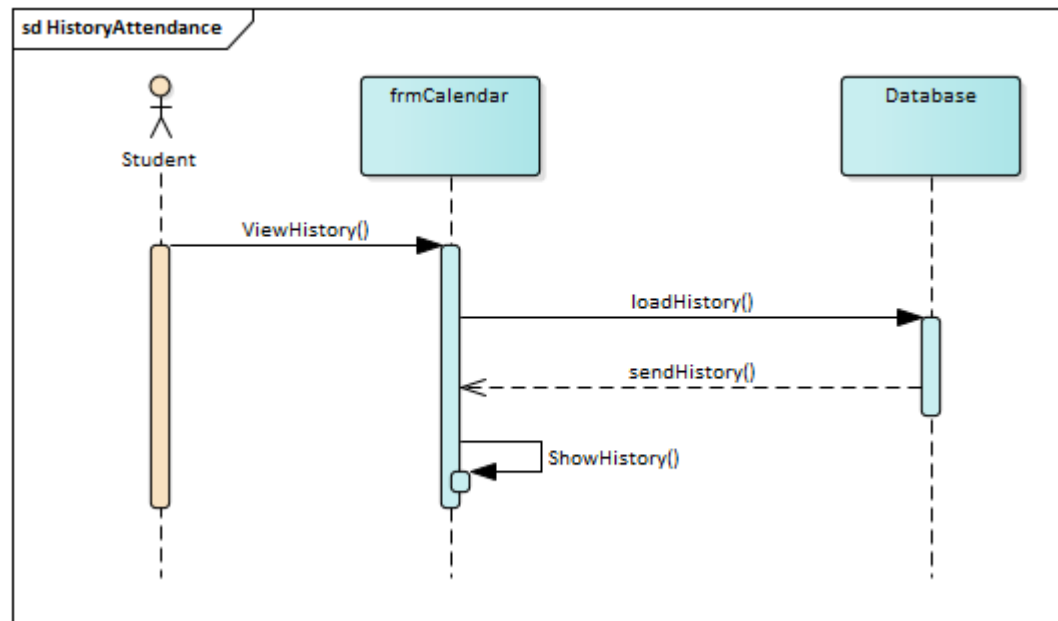 sd HistoryAttendance
frmCalendar
Database
Student
ViewHistory()
loadHistory()
sendHistory()
ShowHistory()